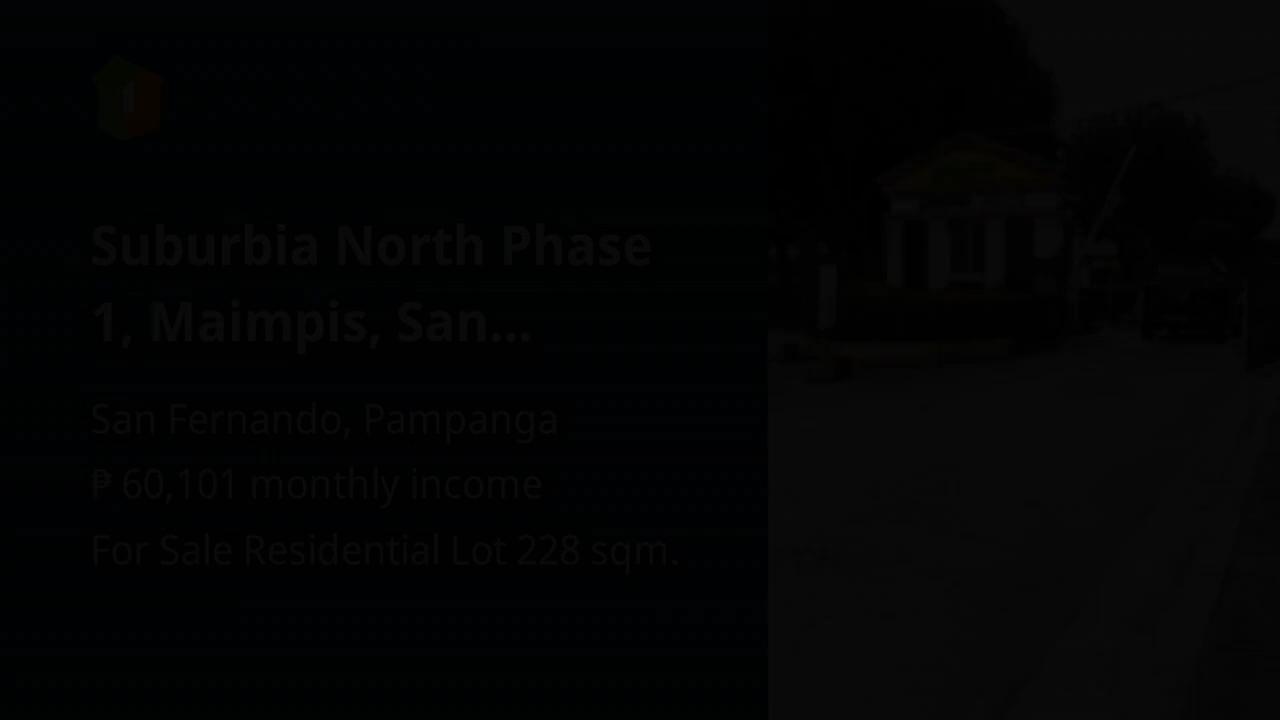 Suburbia North Phase
1, Maimpis, San...
San Fernando, Pampanga
₱ 60,101 monthly income
For Sale Residential Lot 228 sqm.